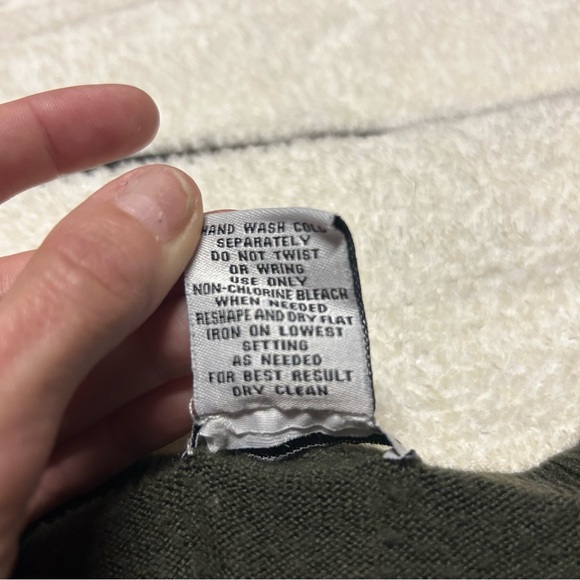 HAND WASH COLD
SEPARATELY
DO NOT TWIST
OR WRING
USE ONLY
NON-CHLORINE BLEACH
WHEN NEEDED
RESHAPE AND DRY FLAT
IRON ON LOWEST
SETTING
AS NEEDED
FOR BEST RESULT
DRY CLEAN